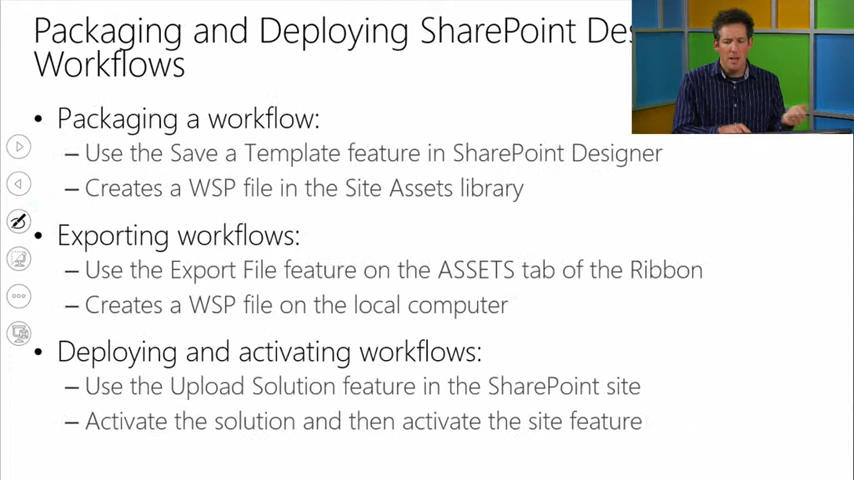 Packaging and Deploying SharePoint
Workflows
• Packaging a workflow:
– Use the Save a Template feature in SharePoint Designer
– Creates a WSP file in the Site Assets library
• Exporting workflows:
– Use the Export File feature on the ASSETS tab of the Ribbon
– Creates a WSP file on the local computer
• Deploying and activating workflows:
– Use the Upload Solution feature in the SharePoint site
– Activate the solution and then activate the site feature